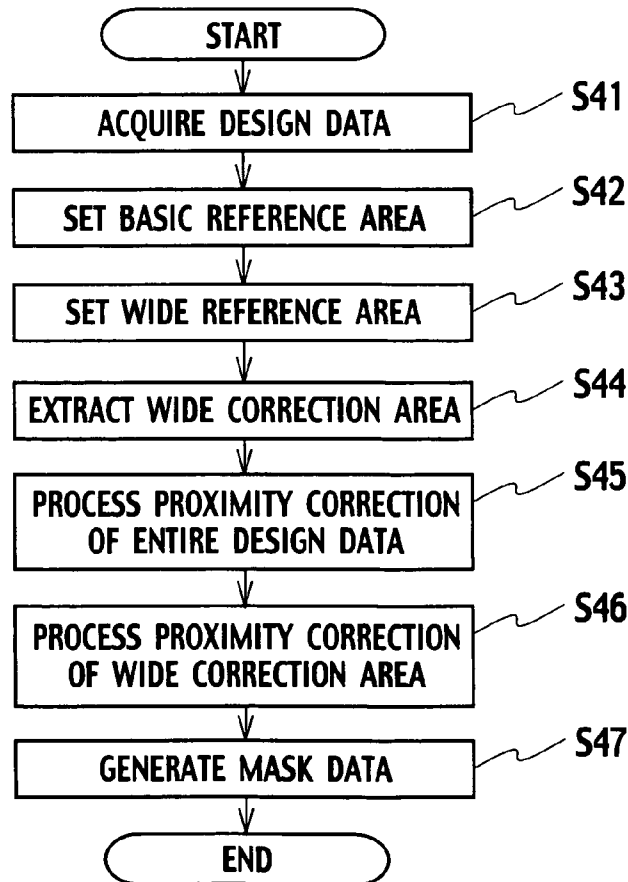 START
ACQUIRE DESIGN DATA
S41
SET BASIC REFERENCE AREA
S42
SET WIDE REFERENCE AREA
S43
EXTRACT WIDE CORRECTION AREA
S44
PROCESS PROXIMITY CORRECTION
OF ENTIRE DESIGN DATA
S45
PROCESS PROXIMITY CORRECTION
OF WIDE CORRECTION AREA
S46
GENERATE MASK DATA
S47
END